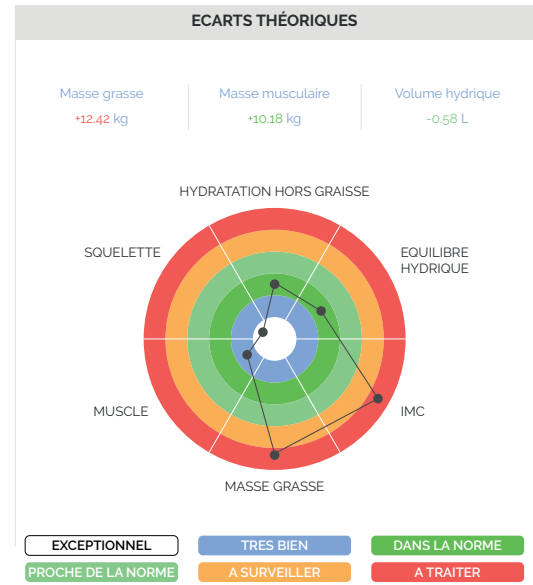 ECARTS THÉORIQUES
Masse grasse
+12.42 kg
Masse musculaire
+10.18 kg
Volume hydrique
-0.58 L
HYDRATATION HORS GRAISSE
SQUELETTE
EQUILIBRE
HYDRIQUE
MUSCLE
IMC
MASSE GRASSE
EXCEPTIONNEL
TRES BIEN
DANS LA NORME
PROCHE DE LA NORME
A SURVEILLER
A TRAITER